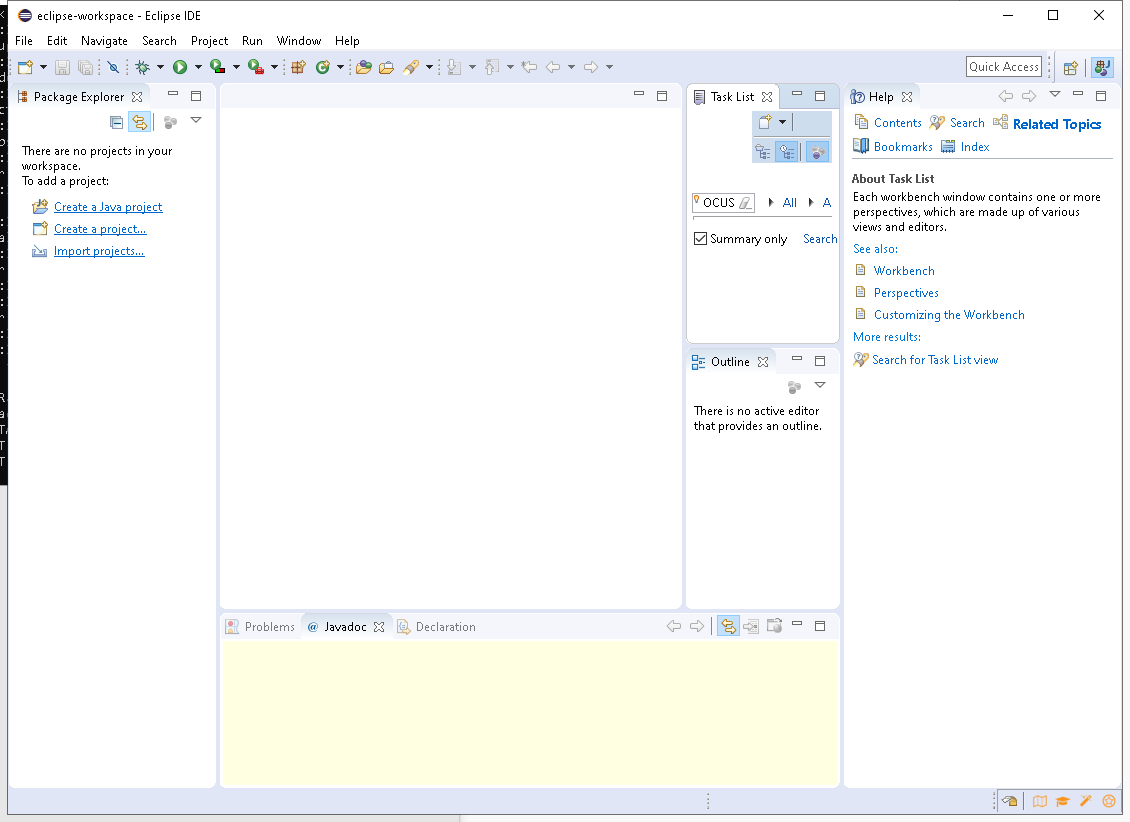 eclipse-workspace - Eclipse IDE
File Edit Navigate Search Project Run Window Help
Quick Access
Package Explorer
There are no projects in your
workspace.
To add a project:
Create a Java project
Create a project...
Import projects...
Task List
OCUS All A
Summary only Search
Outline
There is no active editor
that provides an outline.
Help
Contents Search Related Topics
Bookmarks Index
About Task List
Each workbench window contains one or more
perspectives, which are made up of various
views and editors.
See also:
Workbench
Perspectives
Customizing the Workbench
More results:
Search for Task List view
Problems @ Javadoc Declaration